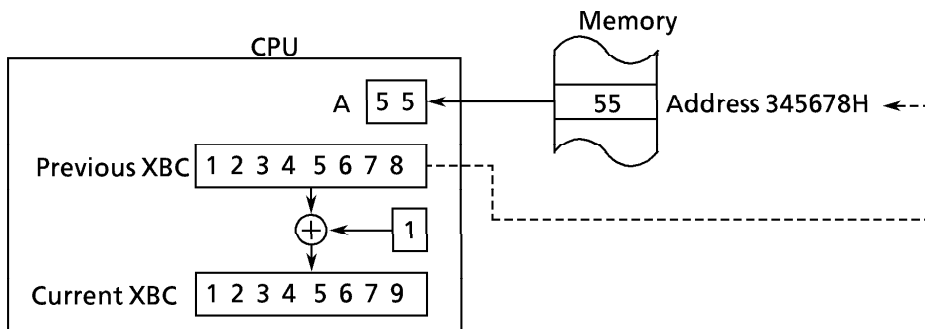 Memory
CPU
A 5 5
55 Address 345678H
Previous XBC 1 2 3 4 5 6 7 8
+ 1
Current XBC 1 2 3 4 5 6 7 9